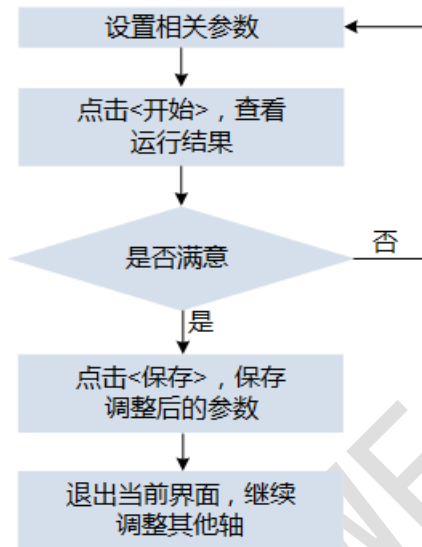 设置相关参数
点击<开始>，查看
运行结果
是否满意
否
是
点击<保存>，保存
调整后的参数
退出当前界面，继续
调整其他轴